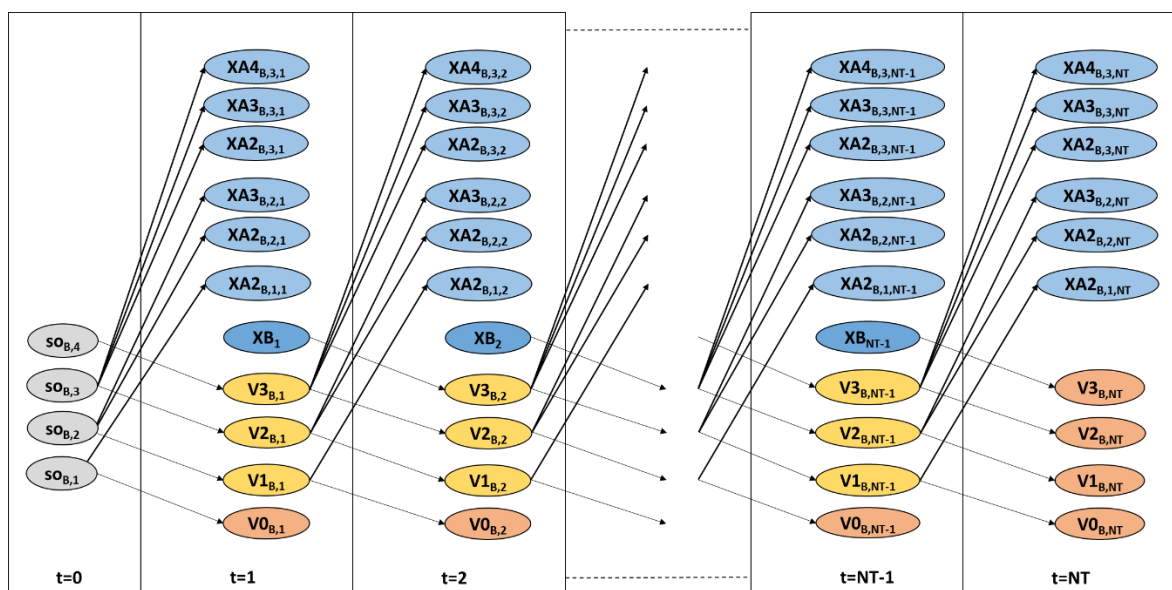 XA4B,3,1 XA4B,3,2 XA4B,3,NT-1 XA4B,3,NT
XA3B,3,1 XA3B,3,2 XA3B,3,NT-1 XA3B,3,NT
XA2B,3,1 XA2B,3,2 XA2B,3,NT-1 XA2B,3,NT
XA3B,2,1 XA3B,2,2 XA3B,2,NT-1 XA3B,2,NT
XA2B,2,1 XA2B,2,2 XA2B,2,NT-1 XA2B,2,NT
XA2B,1,1 XA2B,1,2 XA2B,1,NT-1 XA2B,1,NT
soB,4 XB1 XB2 XBNT-1
soB,3 V3B,1 V3B,2 V3B,NT-1 V3B,NT
soB,2 V2B,1 V2B,2 V2B,NT-1 V2B,NT
soB,1 V1B,1 V1B,2 V1B,NT-1 V1B,NT
V0B,1 V0B,2 V0B,NT-1 V0B,NT
t=0 t=1 t=2 t=NT-1 t=NT